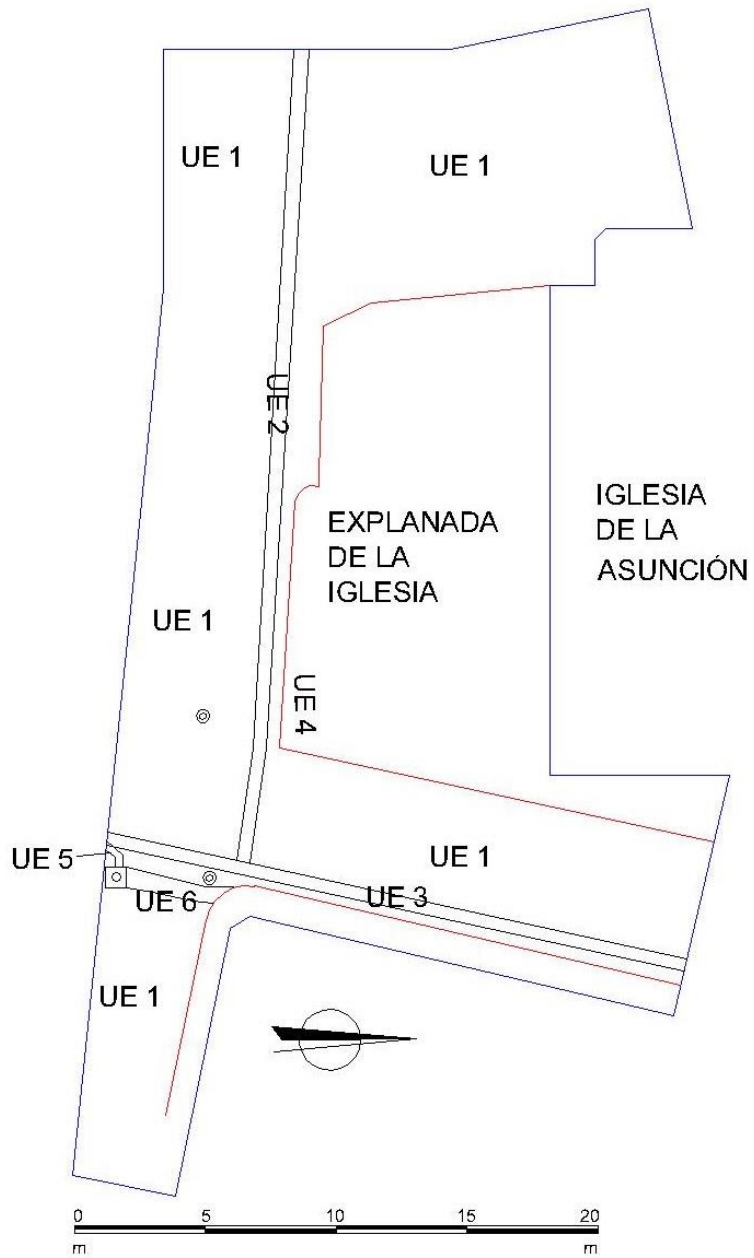 UE 1
UE 1
UE 2
IGLESIA
DE LA
ASUNCIÓN
EXPLANADA
DE LA
IGLESIA
UE 1
UE 4
UE 5
UE 1
UE 6
UE 3
UE 1
0 5 10 15 20
m m